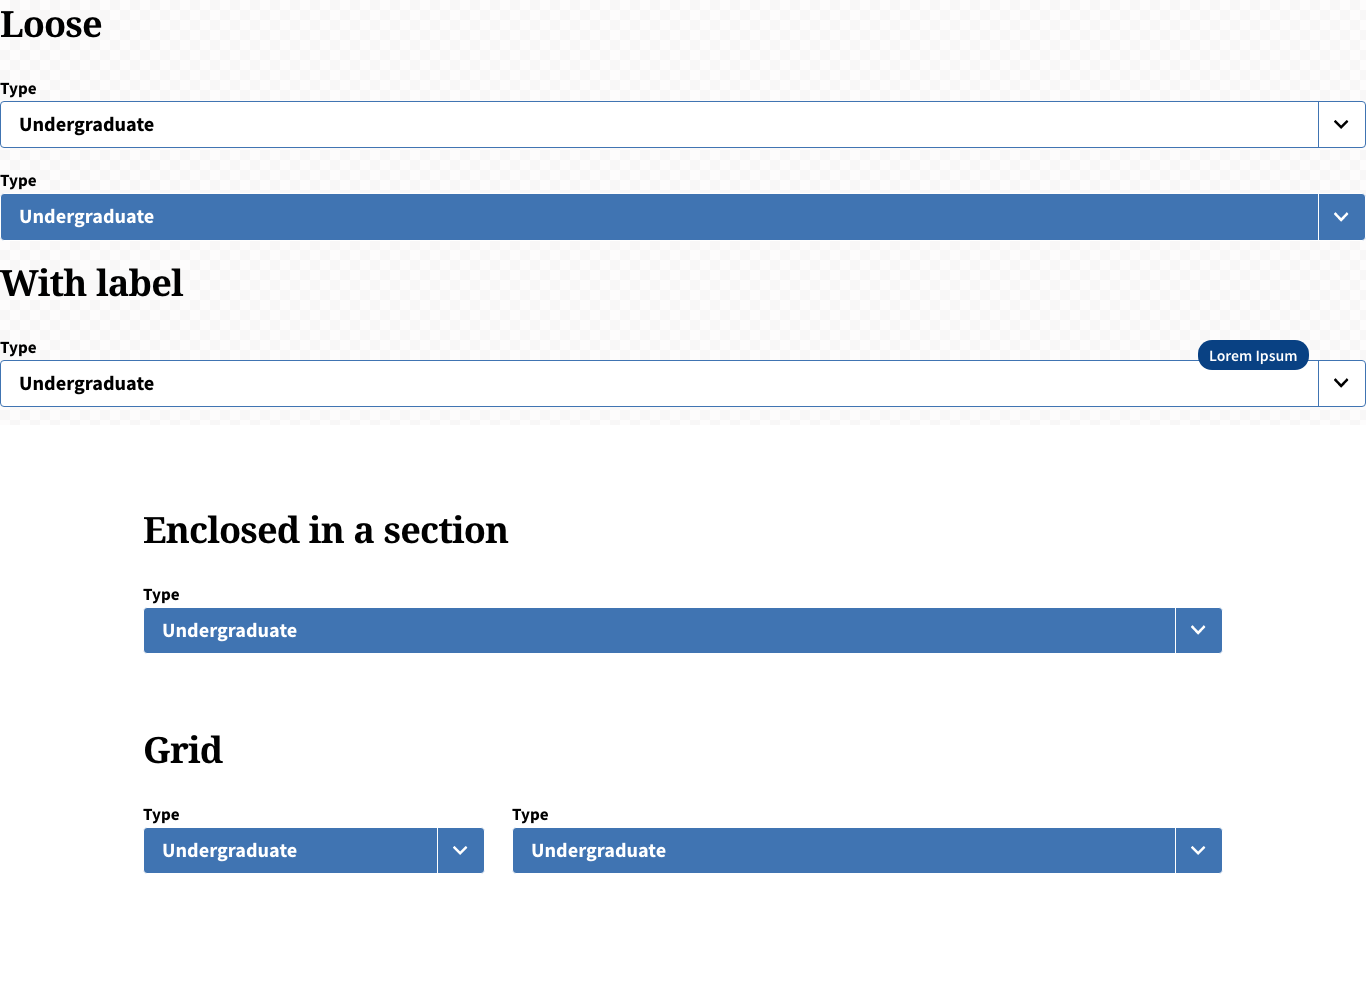 Loose
Type
Undergraduate
Type
Undergraduate
With label
Type
Lorem Ipsum
Undergraduate
Enclosed in a section
Type
Undergraduate
Grid
Type
Undergraduate
Type
Undergraduate